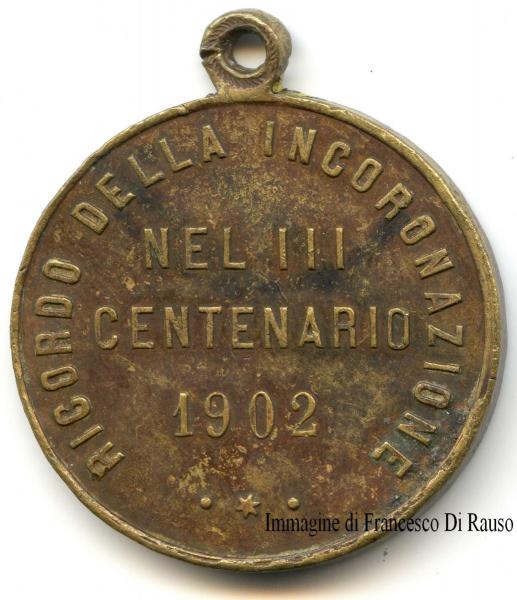 RICORDO DELLA INCORONAZIONE
NEL III
CENTENARIO
1902
Immagine di Francesco Di Rauso